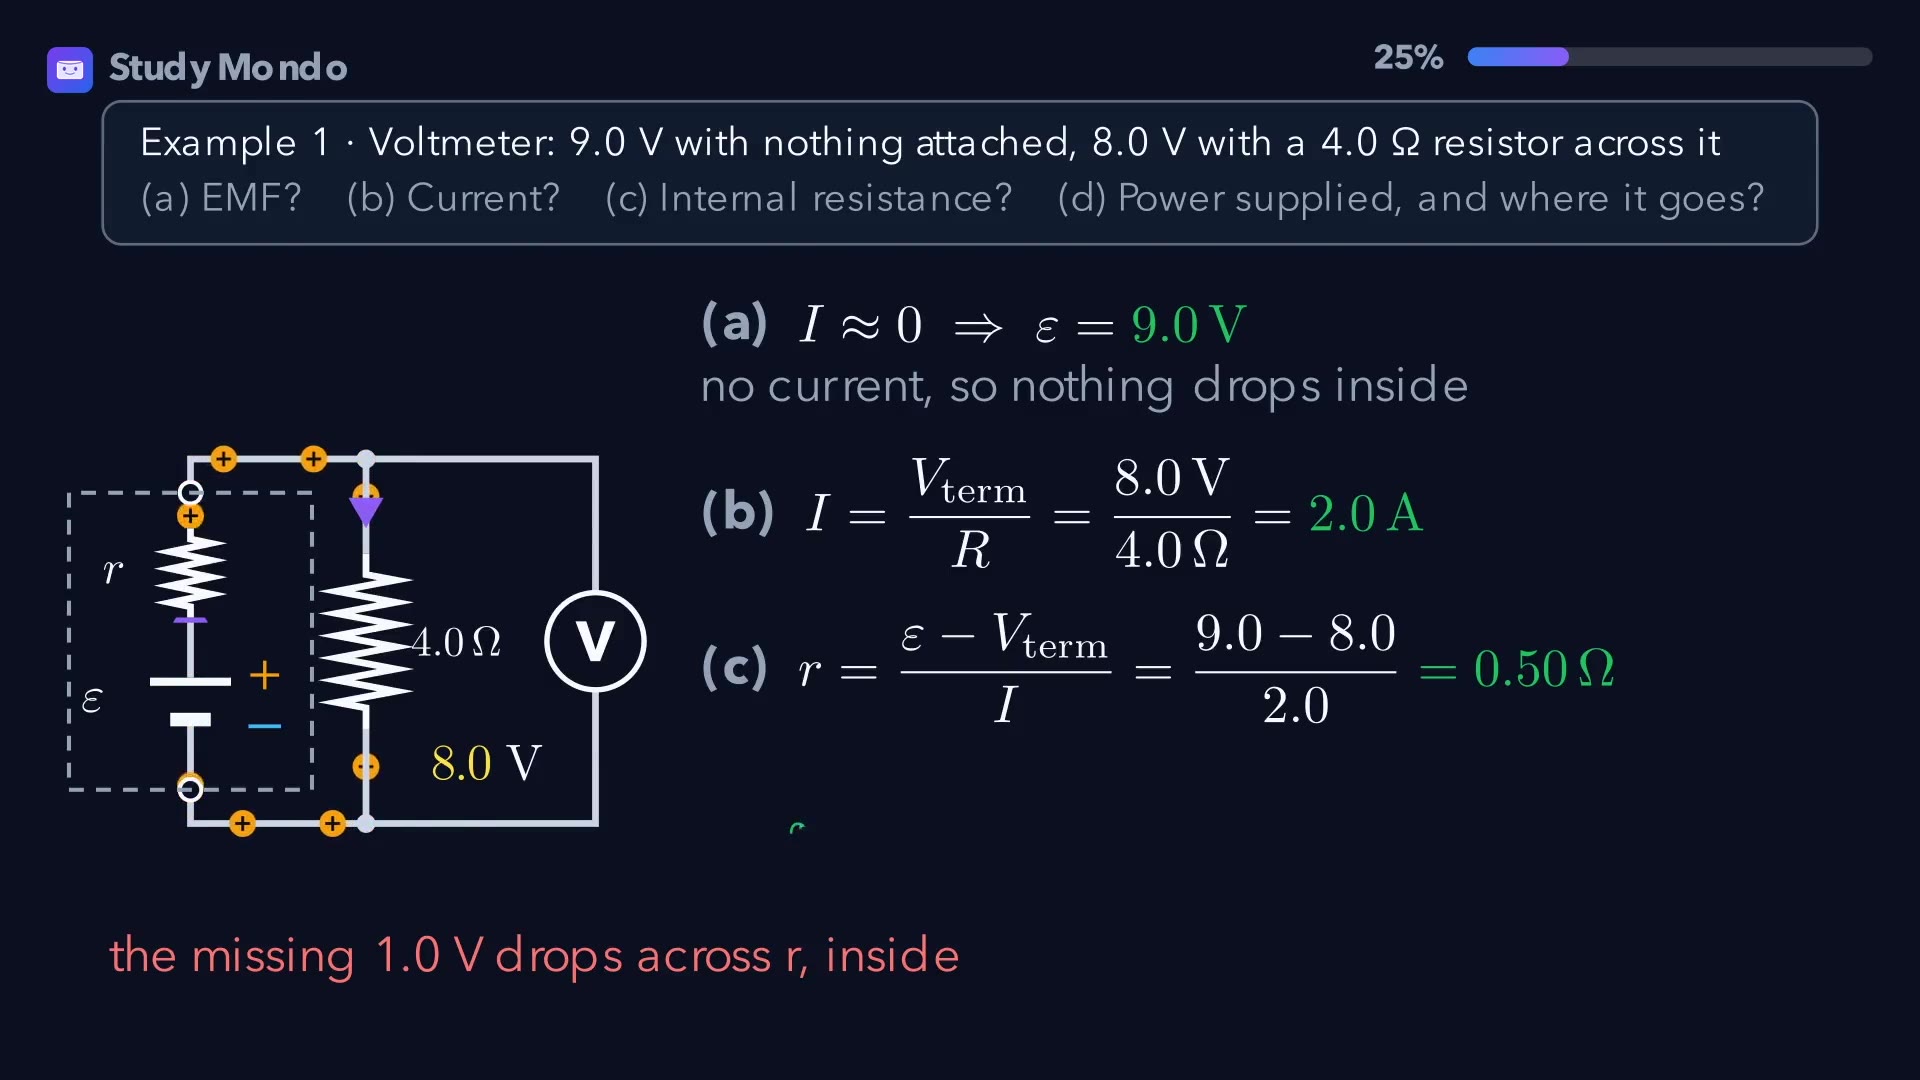 Study Mondo
25%
Example 1 · Voltmeter: 9.0 V with nothing attached, 8.0 V with a 4.0 Ω resistor across it
(a) EMF? (b) Current? (c) Internal resistance? (d) Power supplied, and where it goes?
(a) I ≈ 0 ⇒ ε = 9.0 V
no current, so nothing drops inside
(b) I = V_term / R = 8.0 V / 4.0 Ω = 2.0 A
(c) r = (ε − V_term) / I = (9.0 − 8.0) / 2.0 = 0.50 Ω
r
ε
+
−
4.0 Ω
V
8.0 V
the missing 1.0 V drops across r, inside